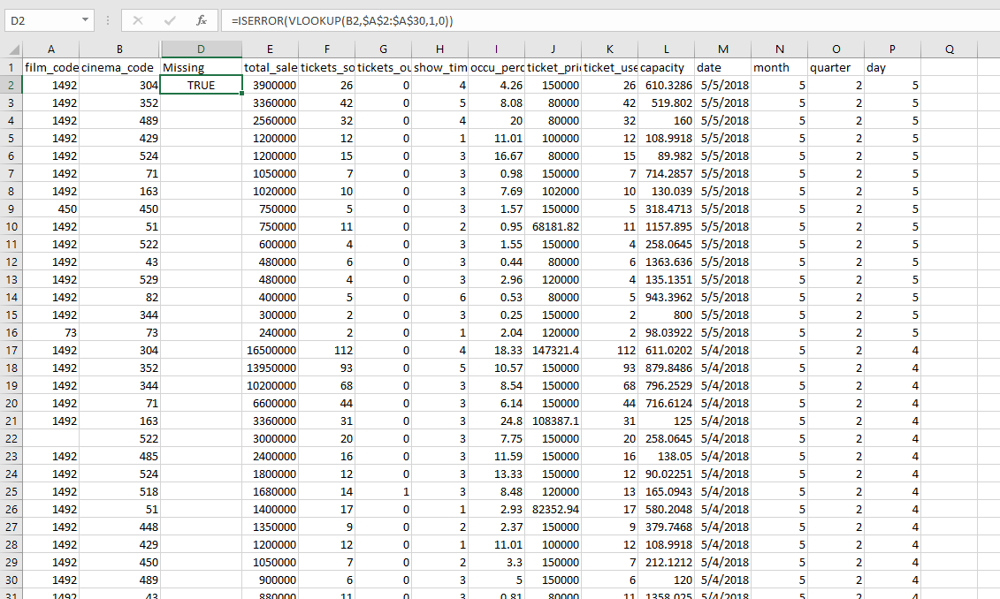 D2 fx =ISERROR(VLOOKUP(B2,$A$2:$A$30,1,0))
A B D E F G H I J K L M N O P Q
1 film_code cinema_code Missing total_sale tickets_so tickets_ou show_tim occu_perc ticket_pric ticket_use capacity date month quarter day
2 1492 304 TRUE 3900000 26 0 4 4.26 150000 26 610.3286 5/5/2018 5 2 5
3 1492 352 3360000 42 0 5 8.08 80000 42 519.802 5/5/2018 5 2 5
4 1492 489 2560000 32 0 4 20 80000 32 160 5/5/2018 5 2 5
5 1492 429 1200000 12 0 1 11.01 100000 12 108.9918 5/5/2018 5 2 5
6 1492 524 1200000 15 0 3 16.67 80000 15 89.982 5/5/2018 5 2 5
7 1492 71 1050000 7 0 3 0.98 150000 7 714.2857 5/5/2018 5 2 5
8 1492 163 1020000 10 0 3 7.69 102000 10 130.039 5/5/2018 5 2 5
9 450 450 750000 5 0 3 1.57 150000 5 318.4713 5/5/2018 5 2 5
10 1492 51 750000 11 0 2 0.95 68181.82 11 1157.895 5/5/2018 5 2 5
11 1492 522 600000 4 0 3 1.55 150000 4 258.0645 5/5/2018 5 2 5
12 1492 43 480000 6 0 3 0.44 80000 6 1363.636 5/5/2018 5 2 5
13 1492 529 480000 4 0 3 2.96 120000 4 135.1351 5/5/2018 5 2 5
14 1492 82 400000 5 0 6 0.53 80000 5 943.3962 5/5/2018 5 2 5
15 1492 344 300000 2 0 3 0.25 150000 2 800 5/5/2018 5 2 5
16 73 73 240000 2 0 1 2.04 120000 2 98.03922 5/5/2018 5 2 5
17 1492 304 16500000 112 0 4 18.33 147321.4 112 611.0202 5/4/2018 5 2 4
18 1492 352 13950000 93 0 5 10.57 150000 93 879.8486 5/4/2018 5 2 4
19 1492 344 10200000 68 0 3 8.54 150000 68 796.2529 5/4/2018 5 2 4
20 1492 71 6600000 44 0 3 6.14 150000 44 716.6124 5/4/2018 5 2 4
21 1492 163 3360000 31 0 3 24.8 108387.1 31 125 5/4/2018 5 2 4
22 522 3000000 20 0 3 7.75 150000 20 258.0645 5/4/2018 5 2 4
23 1492 485 2400000 16 0 3 11.59 150000 16 138.05 5/4/2018 5 2 4
24 1492 524 1800000 12 0 3 13.33 150000 12 90.02251 5/4/2018 5 2 4
25 1492 518 1680000 14 1 3 8.48 120000 13 165.0943 5/4/2018 5 2 4
26 1492 51 1400000 17 0 1 2.93 82352.94 17 580.2048 5/4/2018 5 2 4
27 1492 448 1350000 9 0 2 2.37 150000 9 379.7468 5/4/2018 5 2 4
28 1492 429 1200000 12 0 1 11.01 100000 12 108.9918 5/4/2018 5 2 4
29 1492 450 1050000 7 0 2 3.3 150000 7 212.1212 5/4/2018 5 2 4
30 1492 489 900000 6 0 3 5 150000 6 120 5/4/2018 5 2 4
31 1492 43 880000 11 0 3 0.81 80000 11 1358.025 5/4/2018 5 2 4